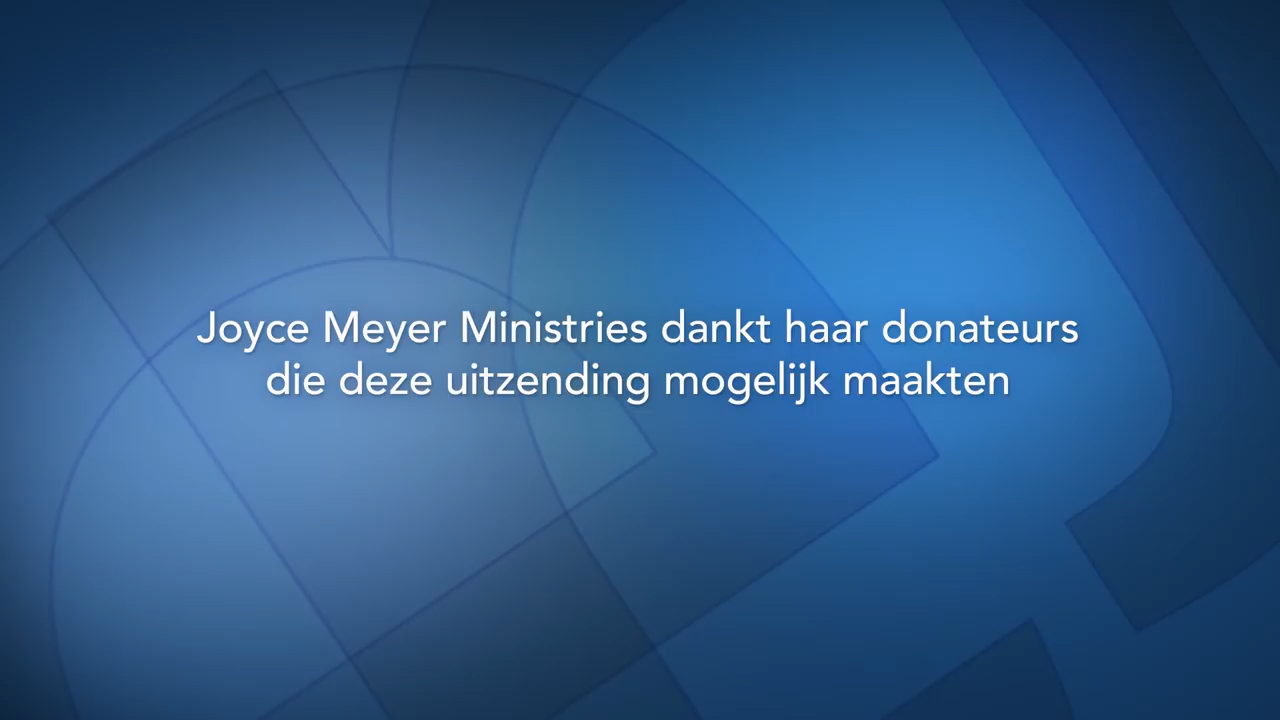 Joyce Meyer Ministries dankt haar donateurs
die deze uitzending mogelijk maakten